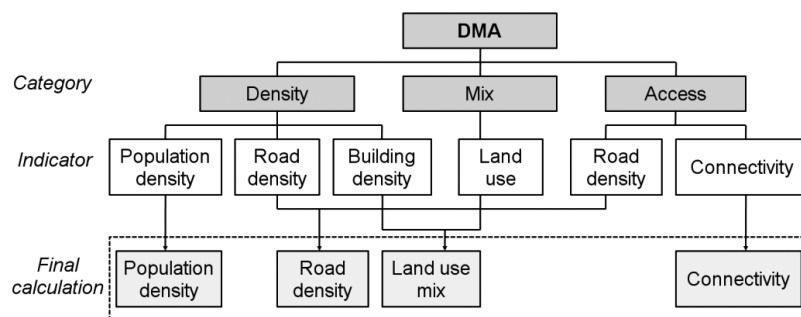 DMA
Category
Density
Mix
Access
Indicator
Population
density
Road
density
Building
density
Land
use
Road
density
Connectivity
Final
calculation
Population
density
Road
density
Land use
mix
Connectivity